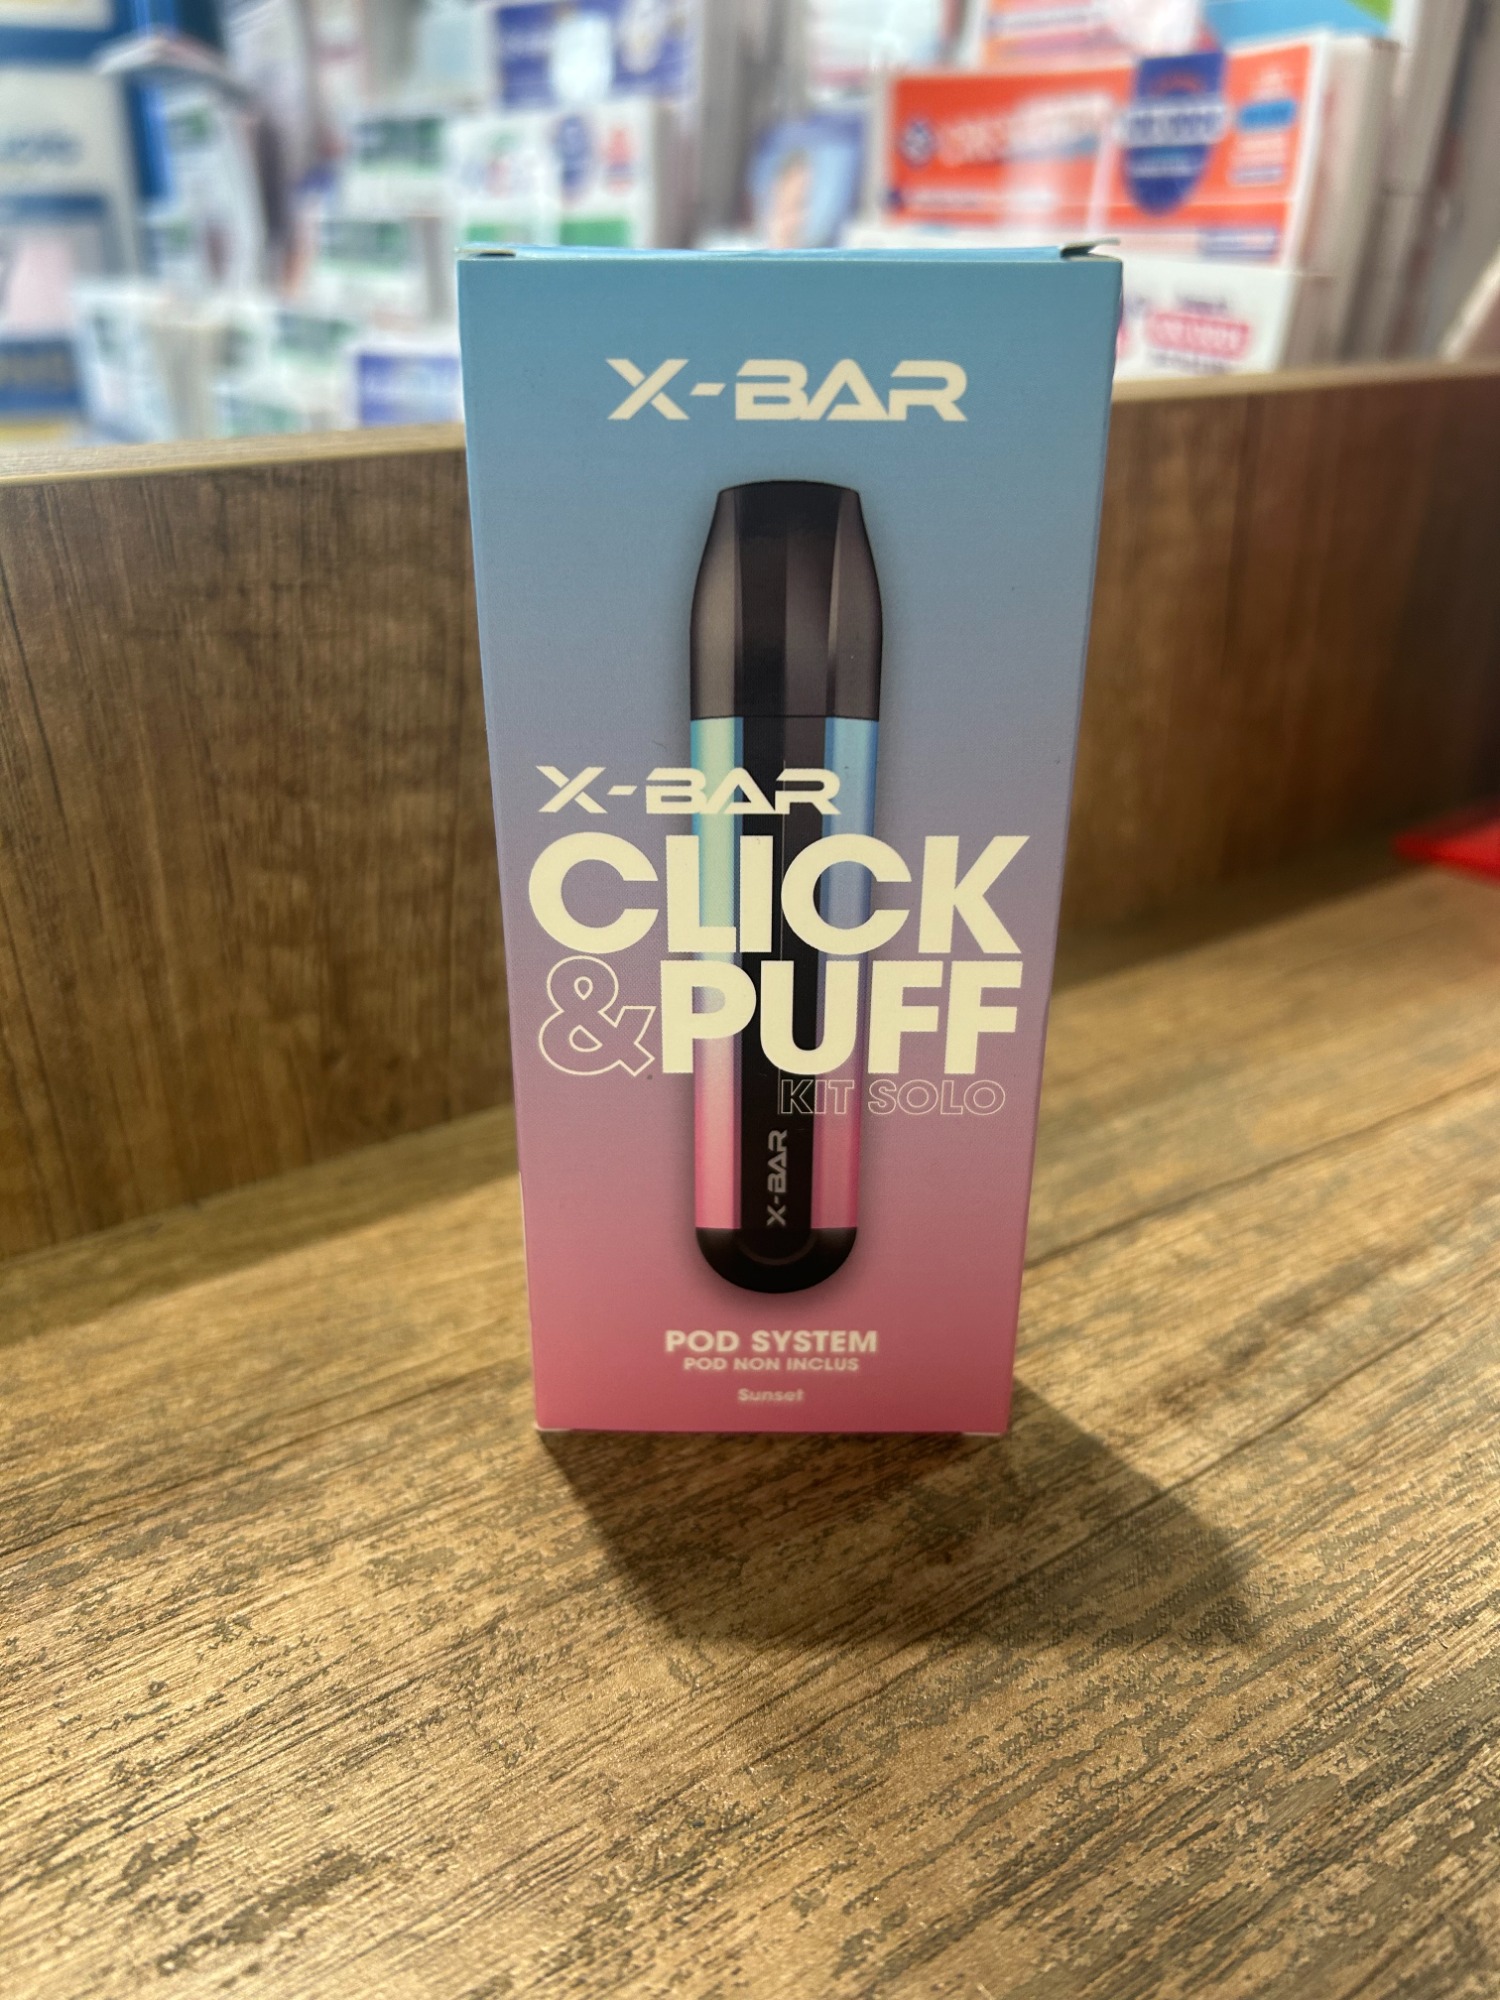 X-BAR
X-BAR
CLICK
&PUFF
KIT SOLO
X-BAR
POD SYSTEM
POD NON INCLUS
Sunset